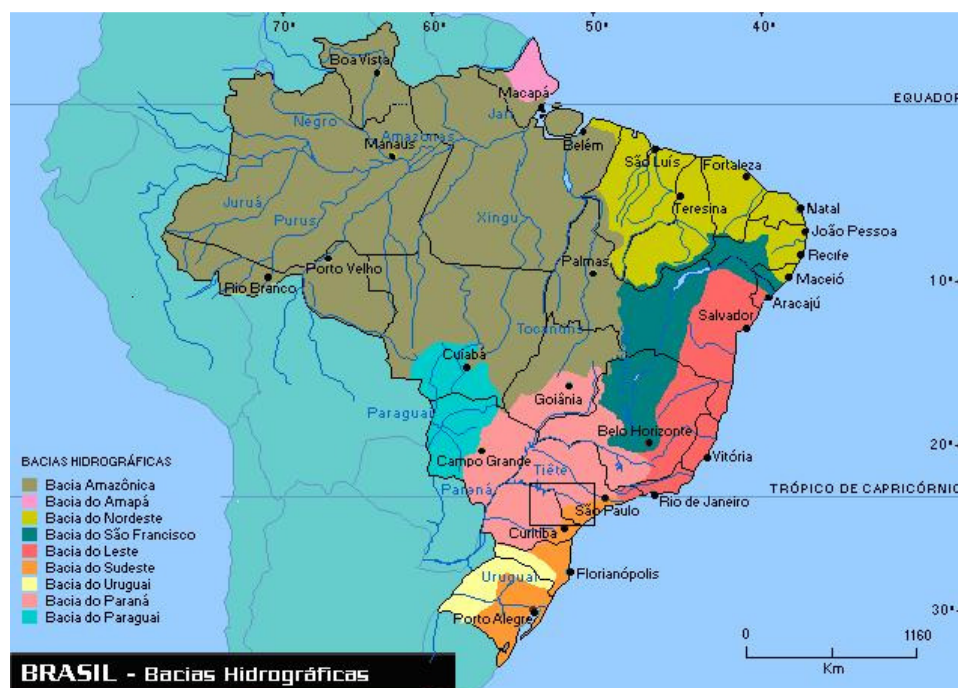 70°
60°
50°
40°
Boa Vista
Macapá
EQUADOR
Jari
Negro
Amazonas
Belém
Manaus
São Luís
Fortaleza
Juruá
Purus
Xingu
Teresina
Natal
João Pessoa
Porto Velho
Palmas
Recife
Rio Branco
Maceió
10°
Aracajú
Salvador
Tocantins
Cuiabá
Goiânia
Paraguai
Belo Horizonte
20°
BACIAS HIDROGRÁFICAS
Campo Grande
Tiête
Vitória
Bacia Amazônica
Paraná
TRÓPICO DE CAPRICÓRNIO
Bacia do Amapá
São Paulo
Rio de Janeiro
Bacia do Nordeste
Bacia do São Francisco
Curitiba
Bacia do Leste
Bacia do Sudeste
Uruguai
Florianópolis
Bacia do Uruguai
Bacia do Paraná
Porto Alegre
30°
Bacia do Paraguai
0
1160
Km
BRASIL - Bacias Hidrográficas